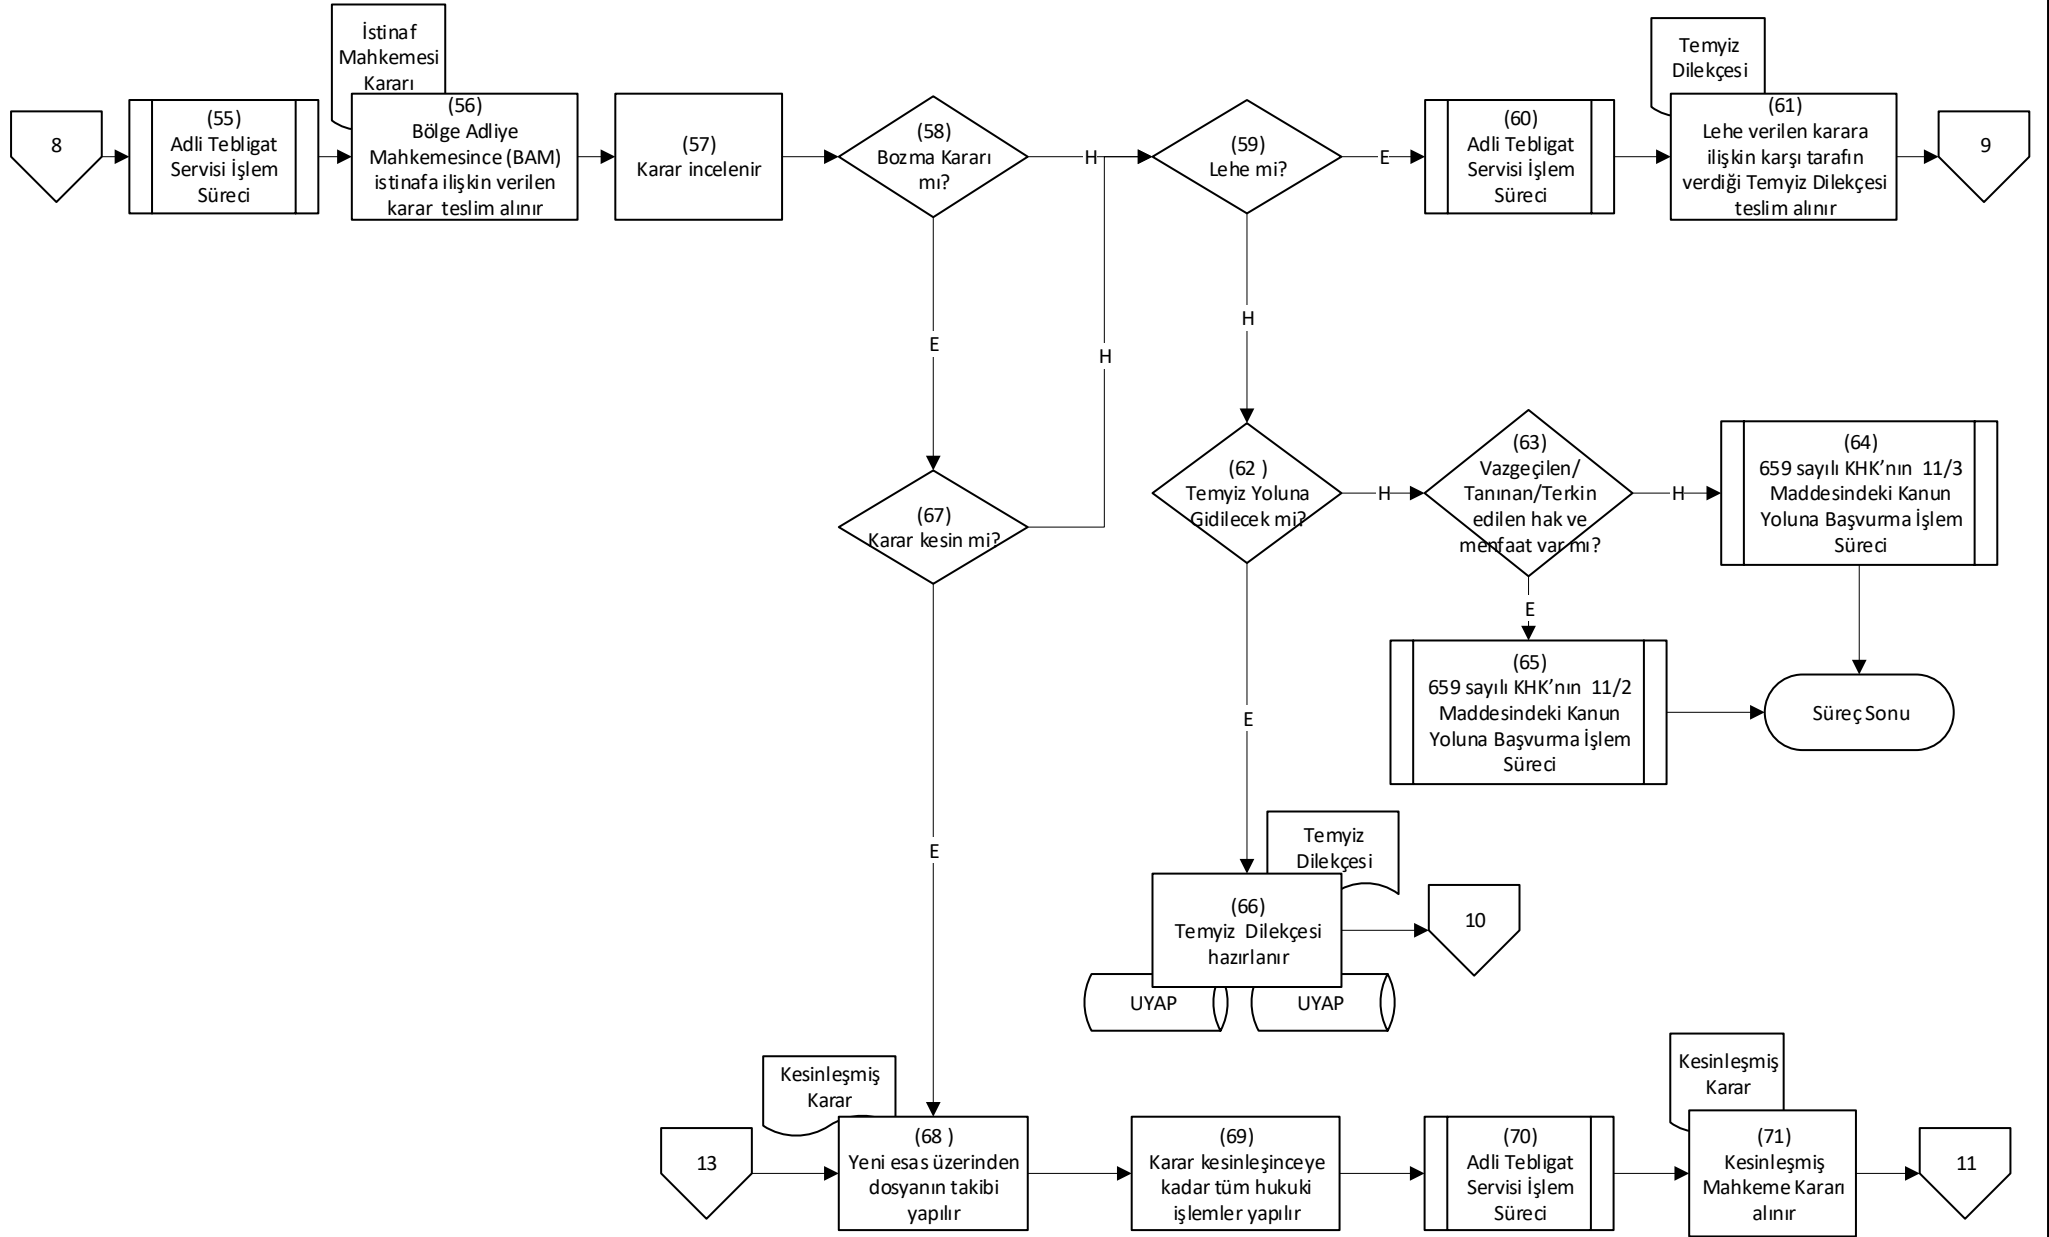 8
(55)
Adli Tebligat
Servisi İşlem
Süreci
İstinaf
Mahkemesi
Kararı
(56)
Bölge Adliye
Mahkemesince (BAM)
istinafa ilişkin verilen
karar teslim alınır
(57)
Karar incelenir
(58)
Bozma Kararı
mı?
H
(59)
Lehe mi?
E
(60)
Adli Tebligat
Servisi İşlem
Süreci
Temyiz
Dilekçesi
(61)
Lehe verilen karara
ilişkin karşı tarafın
verdiği Temyiz Dilekçesi
teslim alınır
9
E
H
H
(67)
Karar kesin mi?
(62 )
Temyiz Yoluna
Gidilecek mi?
H
(63)
Vazgeçilen/
Tanınan/Terkin
edilen hak ve
menfaat var mı?
H
(64)
659 sayılı KHK’nın 11/3
Maddesindeki Kanun
Yoluna Başvurma İşlem
Süreci
E
(65)
659 sayılı KHK’nın 11/2
Maddesindeki Kanun
Yoluna Başvurma İşlem
Süreci
Süreç Sonu
E
E
Temyiz
Dilekçesi
(66)
Temyiz Dilekçesi
hazırlanır
UYAP
UYAP
10
13
Kesinleşmiş
Karar
(68 )
Yeni esas üzerinden
dosyanın takibi
yapılır
(69)
Karar kesinleşinceye
kadar tüm hukuki
işlemler yapılır
(70)
Adli Tebligat
Servisi İşlem
Süreci
Kesinleşmiş
Karar
(71)
Kesinleşmiş
Mahkeme Kararı
alınır
11